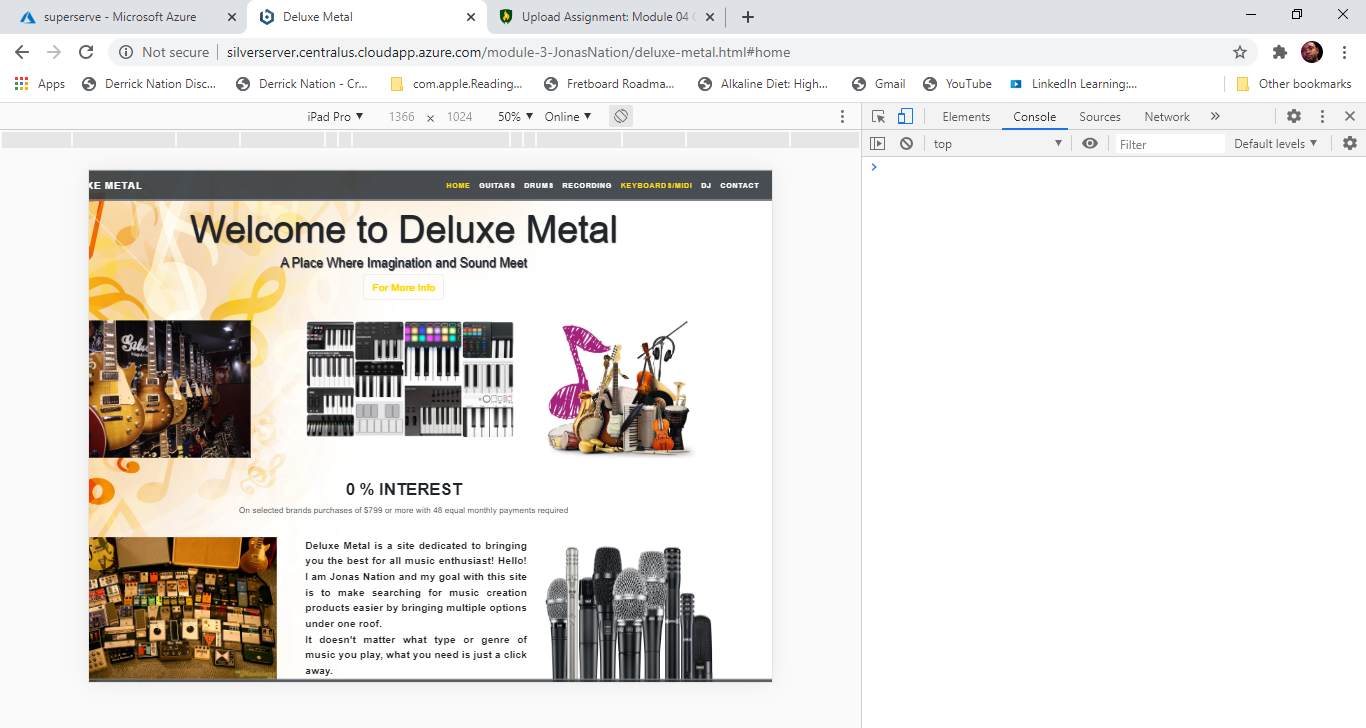 superserve - Microsoft Azure
Deluxe Metal
Upload Assignment: Module 04
Not secure
silverserver.centralus.cloudapp.azure.com/module-3-JonasNation/deluxe-metal.html#home
Apps
Derrick Nation Disc...
Derrick Nation - Cr...
com.apple.Reading...
Fretboard Roadma...
Alkaline Diet: High...
Gmail
YouTube
LinkedIn Learning:...
Other bookmarks
iPad Pro
1366 × 1024
50%
Online
Elements
Console
Sources
Network
top
Filter
Default levels
XE METAL
HOME
GUITARS
DRUMS
RECORDING
KEYBOARDS/MIDI
DJ
CONTACT
Welcome to Deluxe Metal
A Place Where Imagination and Sound Meet
For More Info
0 % INTEREST
On selected brands purchases of $799 or more with 48 equal monthly payments required
Deluxe Metal is a site dedicated to bringing
you the best for all music enthusiast! Hello!
I am Jonas Nation and my goal with this site
is to make searching for music creation
products easier by bringing multiple options
under one roof.
It doesn't matter what type or genre of
music you play, what you need is just a click
away.